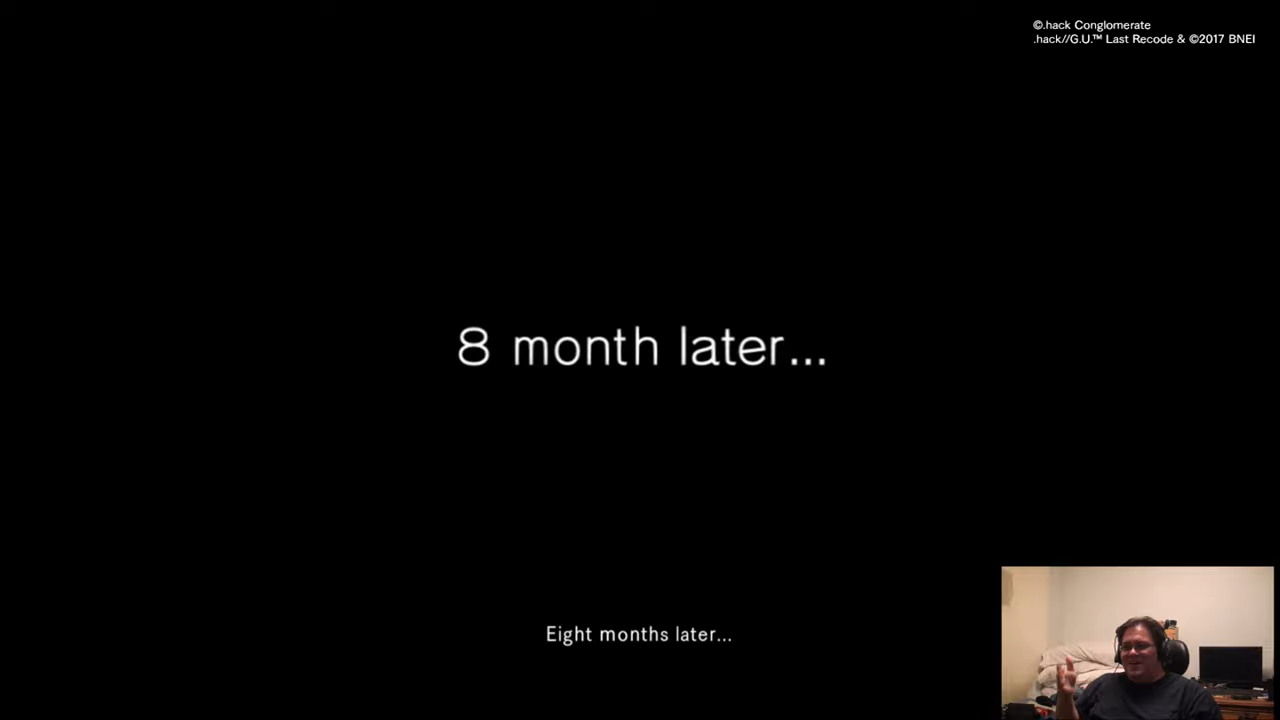 ©.hack Conglomerate
.hack//G.U.™ Last Recode & ©2017 BNEI
8 month later...
Eight months later...